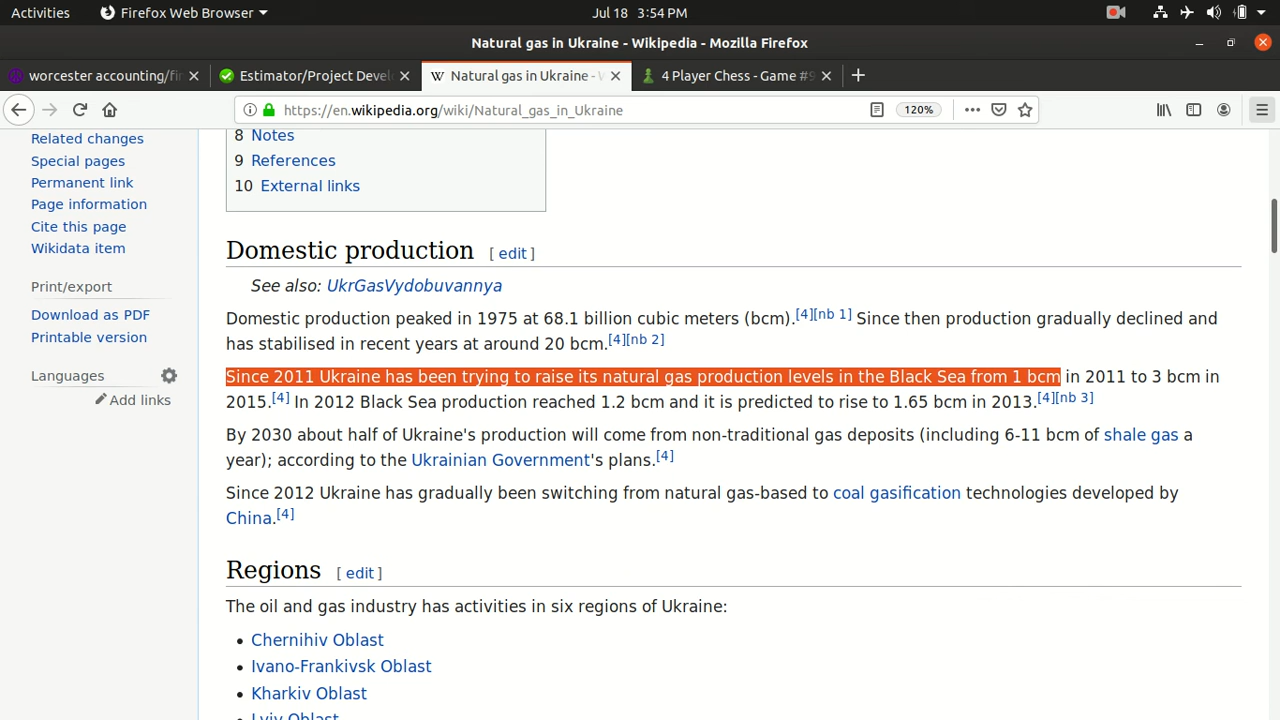 Activities Firefox Web Browser Jul 18 3:54 PM
Natural gas in Ukraine - Wikipedia - Mozilla Firefox
worcester accounting/fi Estimator/Project Devel W Natural gas in Ukraine - 4 Player Chess - Game #
https://en.wikipedia.org/wiki/Natural_gas_in_Ukraine 120%
Related changes
Special pages
Permanent link
Page information
Cite this page
Wikidata item
Print/export
Download as PDF
Printable version
Languages
Add links
8 Notes
9 References
10 External links
Domestic production [ edit ]
See also: UkrGasVydobuvannya
Domestic production peaked in 1975 at 68.1 billion cubic meters (bcm).[4][nb 1] Since then production gradually declined and
has stabilised in recent years at around 20 bcm.[4][nb 2]
Since 2011 Ukraine has been trying to raise its natural gas production levels in the Black Sea from 1 bcm in 2011 to 3 bcm in
2015.[4] In 2012 Black Sea production reached 1.2 bcm and it is predicted to rise to 1.65 bcm in 2013.[4][nb 3]
By 2030 about half of Ukraine's production will come from non-traditional gas deposits (including 6-11 bcm of shale gas a
year); according to the Ukrainian Government's plans.[4]
Since 2012 Ukraine has gradually been switching from natural gas-based to coal gasification technologies developed by
China.[4]
Regions [ edit ]
The oil and gas industry has activities in six regions of Ukraine:
• Chernihiv Oblast
• Ivano-Frankivsk Oblast
• Kharkiv Oblast
• Lviv Oblast